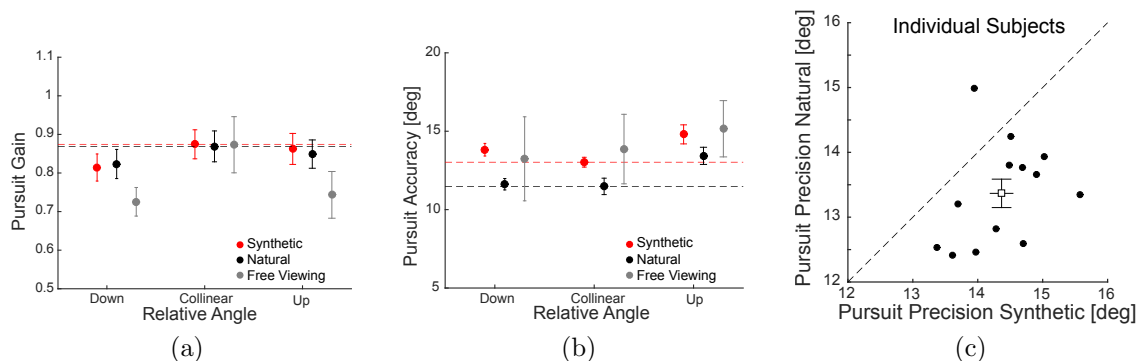 1.1
1
0.9
0.8
0.7
0.6
0.5
Pursuit Gain
Synthetic
Natural
Free Viewing
Down Collinear Up
Relative Angle
(a)
20
15
10
5
Pursuit Accuracy [deg]
Synthetic
Natural
Free Viewing
Down Collinear Up
Relative Angle
(b)
Individual Subjects
16
15
14
13
12
Pursuit Precision Natural [deg]
12 13 14 15 16
Pursuit Precision Synthetic [deg]
(c)